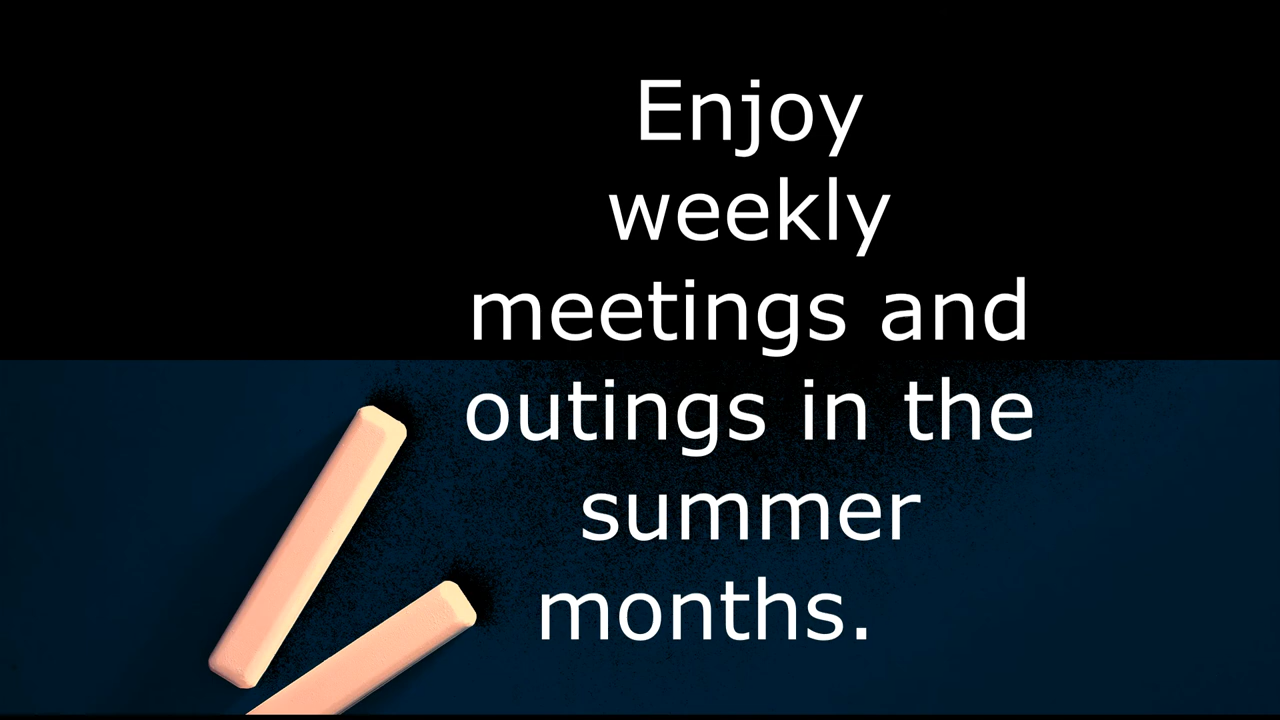 Enjoy
weekly
meetings and
outings in the
summer
months.